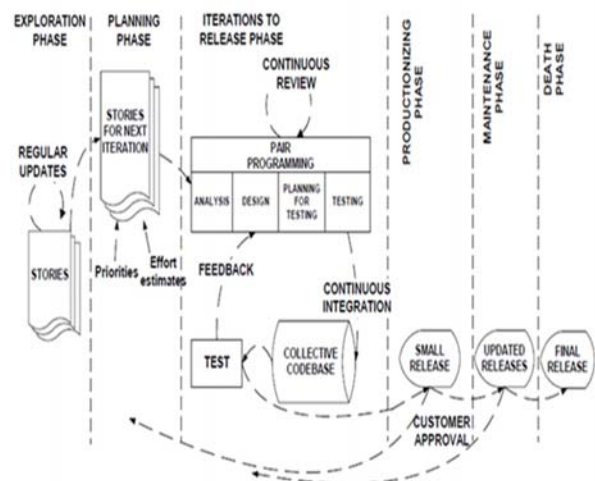 EXPLORATION
PHASE
PLANNING
PHASE
ITERATIONS TO
RELEASE PHASE
PRODUCTIONIZING
PHASE
MAINTENANCE
PHASE
DEATH
PHASE
CONTINUOUS
REVIEW
STORIES
FOR NEXT
ITERATION
REGULAR
UPDATES
PAIR
PROGRAMMING
ANALYSIS
DESIGN
PLANNING
FOR
TESTING
TESTING
STORIES
Priorities
Effort
estimates
FEEDBACK
CONTINUOUS
INTEGRATION
TEST
COLLECTIVE
CODEBASE
SMALL
RELEASE
UPDATED
RELEASES
FINAL
RELEASE
CUSTOMER
APPROVAL